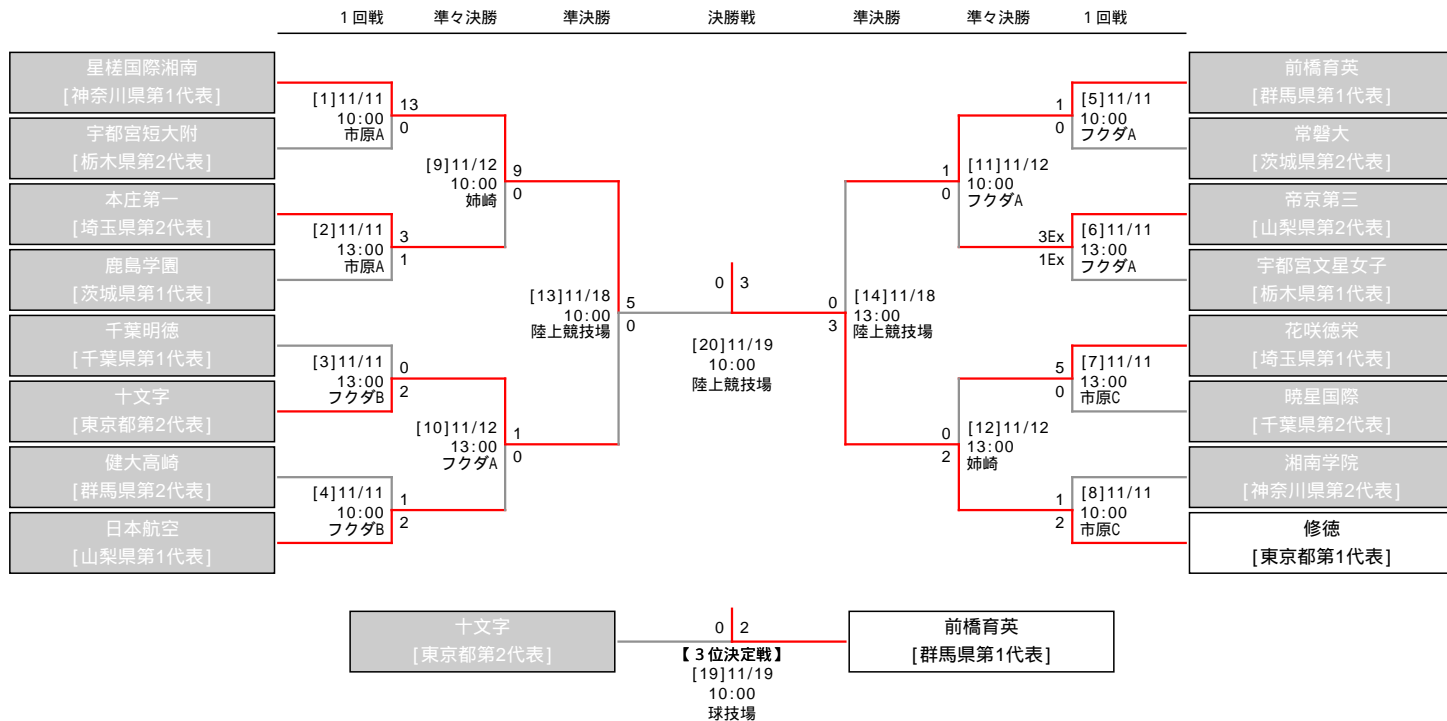 1回戦 準々決勝 準決勝 決勝戦 準決勝 準々決勝 1回戦
星槎国際湘南
[神奈川県第1代表]
宇都宮短大附
[栃木県第2代表]
本庄第一
[埼玉県第2代表]
鹿島学園
[茨城県第1代表]
千葉明徳
[千葉県第1代表]
十文字
[東京都第2代表]
健大高崎
[群馬県第2代表]
日本航空
[山梨県第1代表]
[1]11/11 13
10:00 0
市原A
[2]11/11 3
13:00 1
市原A
[3]11/11 0
13:00 2
フクダB
[4]11/11 1
10:00 2
フクダB
[9]11/12 9
10:00 0
姉崎
[10]11/12 1
13:00 0
フクダA
[13]11/18 5
10:00 0
陸上競技場
0 3
[20]11/19
10:00
陸上競技場
0 [14]11/18
3 13:00
陸上競技場
1 [11]11/12
0 10:00
フクダA
0 [12]11/12
2 13:00
姉崎
1 [5]11/11
0 10:00
フクダA
3Ex [6]11/11
1Ex 13:00
フクダA
5 [7]11/11
0 13:00
市原C
1 [8]11/11
2 10:00
市原C
前橋育英
[群馬県第1代表]
常磐大
[茨城県第2代表]
帝京第三
[山梨県第2代表]
宇都宮文星女子
[栃木県第1代表]
花咲徳栄
[埼玉県第1代表]
暁星国際
[千葉県第2代表]
湘南学院
[神奈川県第2代表]
修徳
[東京都第1代表]
十文字
[東京都第2代表]
0 2
【3位決定戦】
[19]11/19
10:00
球技場
前橋育英
[群馬県第1代表]